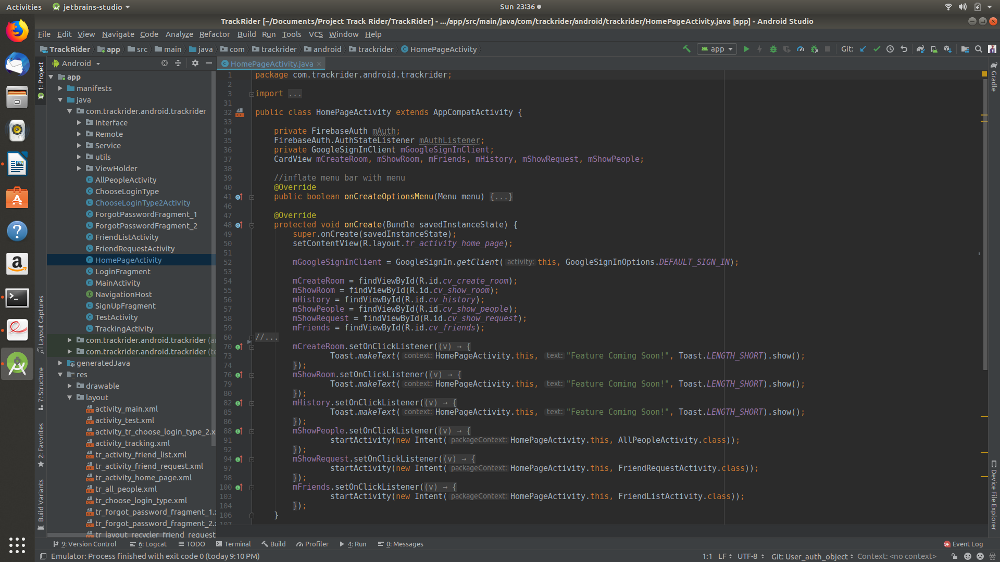 Activities jetbrains-studio Sun 23:36
TrackRider [~/Documents/Project Track Rider/TrackRider] - .../app/src/main/java/com/trackrider/android/trackrider/HomePageActivity.java [app] - Android Studio
File Edit View Navigate Code Analyze Refactor Build Run Tools VCS Window Help
TrackRider app src main java com trackrider android trackrider HomePageActivity app Git:
Android
HomePageActivity.java
1: Project
Layout Captures
7: Structure
2: Favorites
Build Variants
app
manifests
java
com.trackrider.android.trackrider
Interface
Remote
Service
utils
ViewHolder
AllPeopleActivity
ChooseLoginType
ChooseLoginType2Activity
ForgotPasswordFragment_1
ForgotPasswordFragment_2
FriendListActivity
FriendRequestActivity
HomePageActivity
LoginFragment
MainActivity
NavigationHost
SignUpFragment
TestActivity
TrackingActivity
com.trackrider.android.trackrider (a
com.trackrider.android.trackrider (te
generatedJava
res
drawable
layout
activity_main.xml
activity_test.xml
activity_tr_choose_login_type_2.x
activity_tracking.xml
tr_activity_friend_list.xml
tr_activity_friend_request.xml
tr_activity_home_page.xml
tr_all_people.xml
tr_choose_login_type.xml
tr_forgot_password_fragment_1.x
tr_forgot_password_fragment_2.x
tr_layout_recycler_friend_request
1 package com.trackrider.android.trackrider;
2
3 import ...
31
32 public class HomePageActivity extends AppCompatActivity {
33
34 private FirebaseAuth mAuth;
35 FirebaseAuth.AuthStateListener mAuthListener;
36 private GoogleSignInClient mGoogleSignInClient;
37 CardView mCreateRoom, mShowRoom, mFriends, mHistory, mShowRequest, mShowPeople;
38
39 //inflate menu bar with menu
40 @Override
41 public boolean onCreateOptionsMenu(Menu menu) {...}
46
47 @Override
48 protected void onCreate(Bundle savedInstanceState) {
49 super.onCreate(savedInstanceState);
50 setContentView(R.layout.tr_activity_home_page);
51
52 mGoogleSignInClient = GoogleSignIn.getClient( activity: this, GoogleSignInOptions.DEFAULT_SIGN_IN);
53
54 mCreateRoom = findViewById(R.id.cv_create_room);
55 mShowRoom = findViewById(R.id.cv_show_room);
56 mHistory = findViewById(R.id.cv_history);
57 mShowPeople = findViewById(R.id.cv_show_people);
58 mShowRequest = findViewById(R.id.cv_show_request);
59 mFriends = findViewById(R.id.cv_friends);
60 //...
70 mCreateRoom.setOnClickListener((v) → {
73 Toast.makeText( context: HomePageActivity.this, text: "Feature Coming Soon!", Toast.LENGTH_SHORT).show();
74 });
76 mShowRoom.setOnClickListener((v) → {
79 Toast.makeText( context: HomePageActivity.this, text: "Feature Coming Soon!", Toast.LENGTH_SHORT).show();
80 });
82 mHistory.setOnClickListener((v) → {
85 Toast.makeText( context: HomePageActivity.this, text: "Feature Coming Soon!", Toast.LENGTH_SHORT).show();
86 });
88 mShowPeople.setOnClickListener((v) → {
91 startActivity(new Intent( packageContext: HomePageActivity.this, AllPeopleActivity.class));
92 });
94 mShowRequest.setOnClickListener((v) → {
97 startActivity(new Intent( packageContext: HomePageActivity.this, FriendRequestActivity.class));
98 });
100 mFriends.setOnClickListener((v) → {
103 startActivity(new Intent( packageContext: HomePageActivity.this, FriendListActivity.class));
104 });
106 }
107
Gradle
Device File Explorer
9: Version Control 6: Logcat TODO Terminal Build Profiler 4: Run 0: Messages 9+ Event Log
Emulator: Process finished with exit code 0 (today 9:10 PM) 1:1 LF UTF-8 Git: User_auth_object Context: <no context>